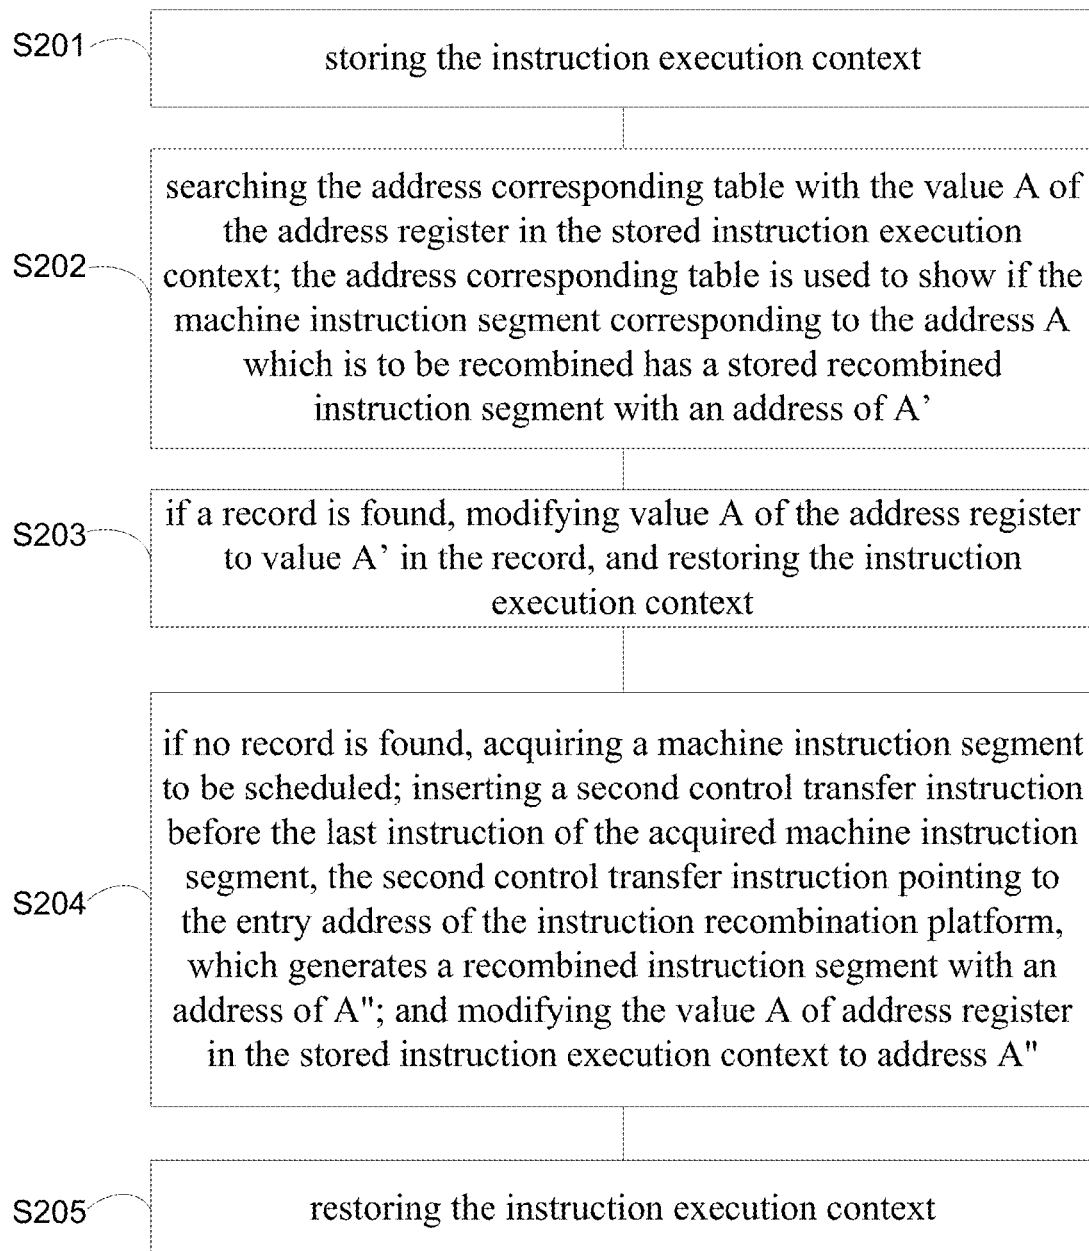 S201
storing the instruction execution context
S202
searching the address corresponding table with the value A of
the address register in the stored instruction execution
context; the address corresponding table is used to show if the
machine instruction segment corresponding to the address A
which is to be recombined has a stored recombined
instruction segment with an address of A’
S203
if a record is found, modifying value A of the address register
to value A’ in the record, and restoring the instruction
execution context
S204
if no record is found, acquiring a machine instruction segment
to be scheduled; inserting a second control transfer instruction
before the last instruction of the acquired machine instruction
segment, the second control transfer instruction pointing to
the entry address of the instruction recombination platform,
which generates a recombined instruction segment with an
address of A"; and modifying the value A of address register
in the stored instruction execution context to address A"
S205
restoring the instruction execution context